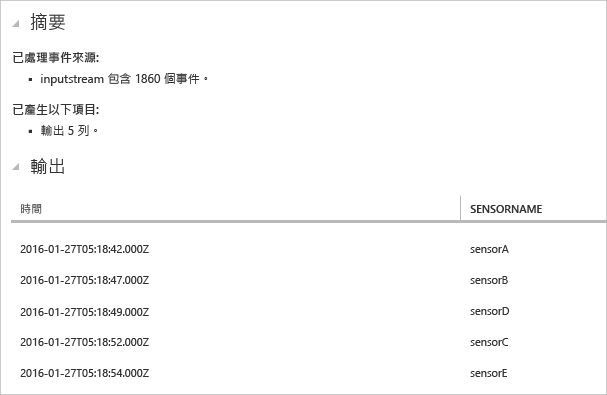 摘要
已處理事件來源:
▪ inputstream 包含 1860 個事件。
已產生以下項目:
▪ 輸出 5 列。
輸出
時間 SENSORNAME
2016-01-27T05:18:42.000Z sensorA
2016-01-27T05:18:47.000Z sensorB
2016-01-27T05:18:49.000Z sensorD
2016-01-27T05:18:52.000Z sensorC
2016-01-27T05:18:54.000Z sensorE